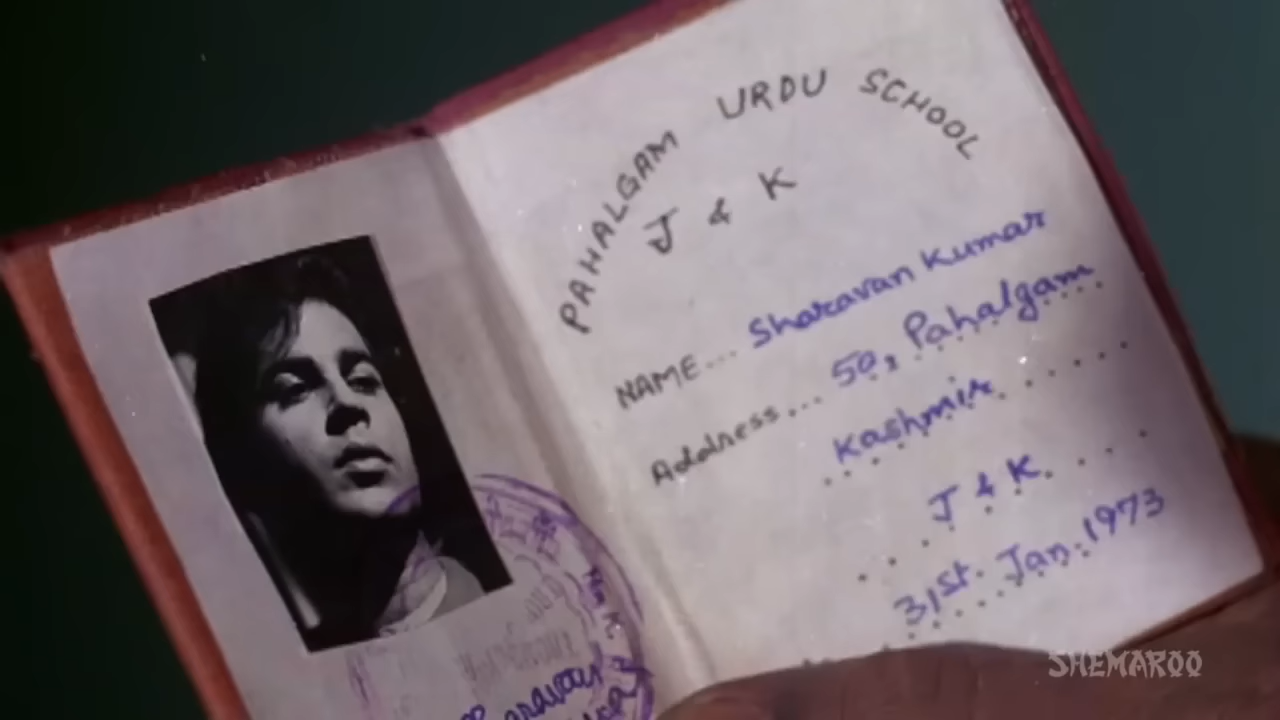 PAHALGAM URDU SCHOOL
J & K
NAME... Sharavan Kumar
Address... 50, Pahalgam
Kashmir
J & K
31st. Jan. 1973
SHEMAROO